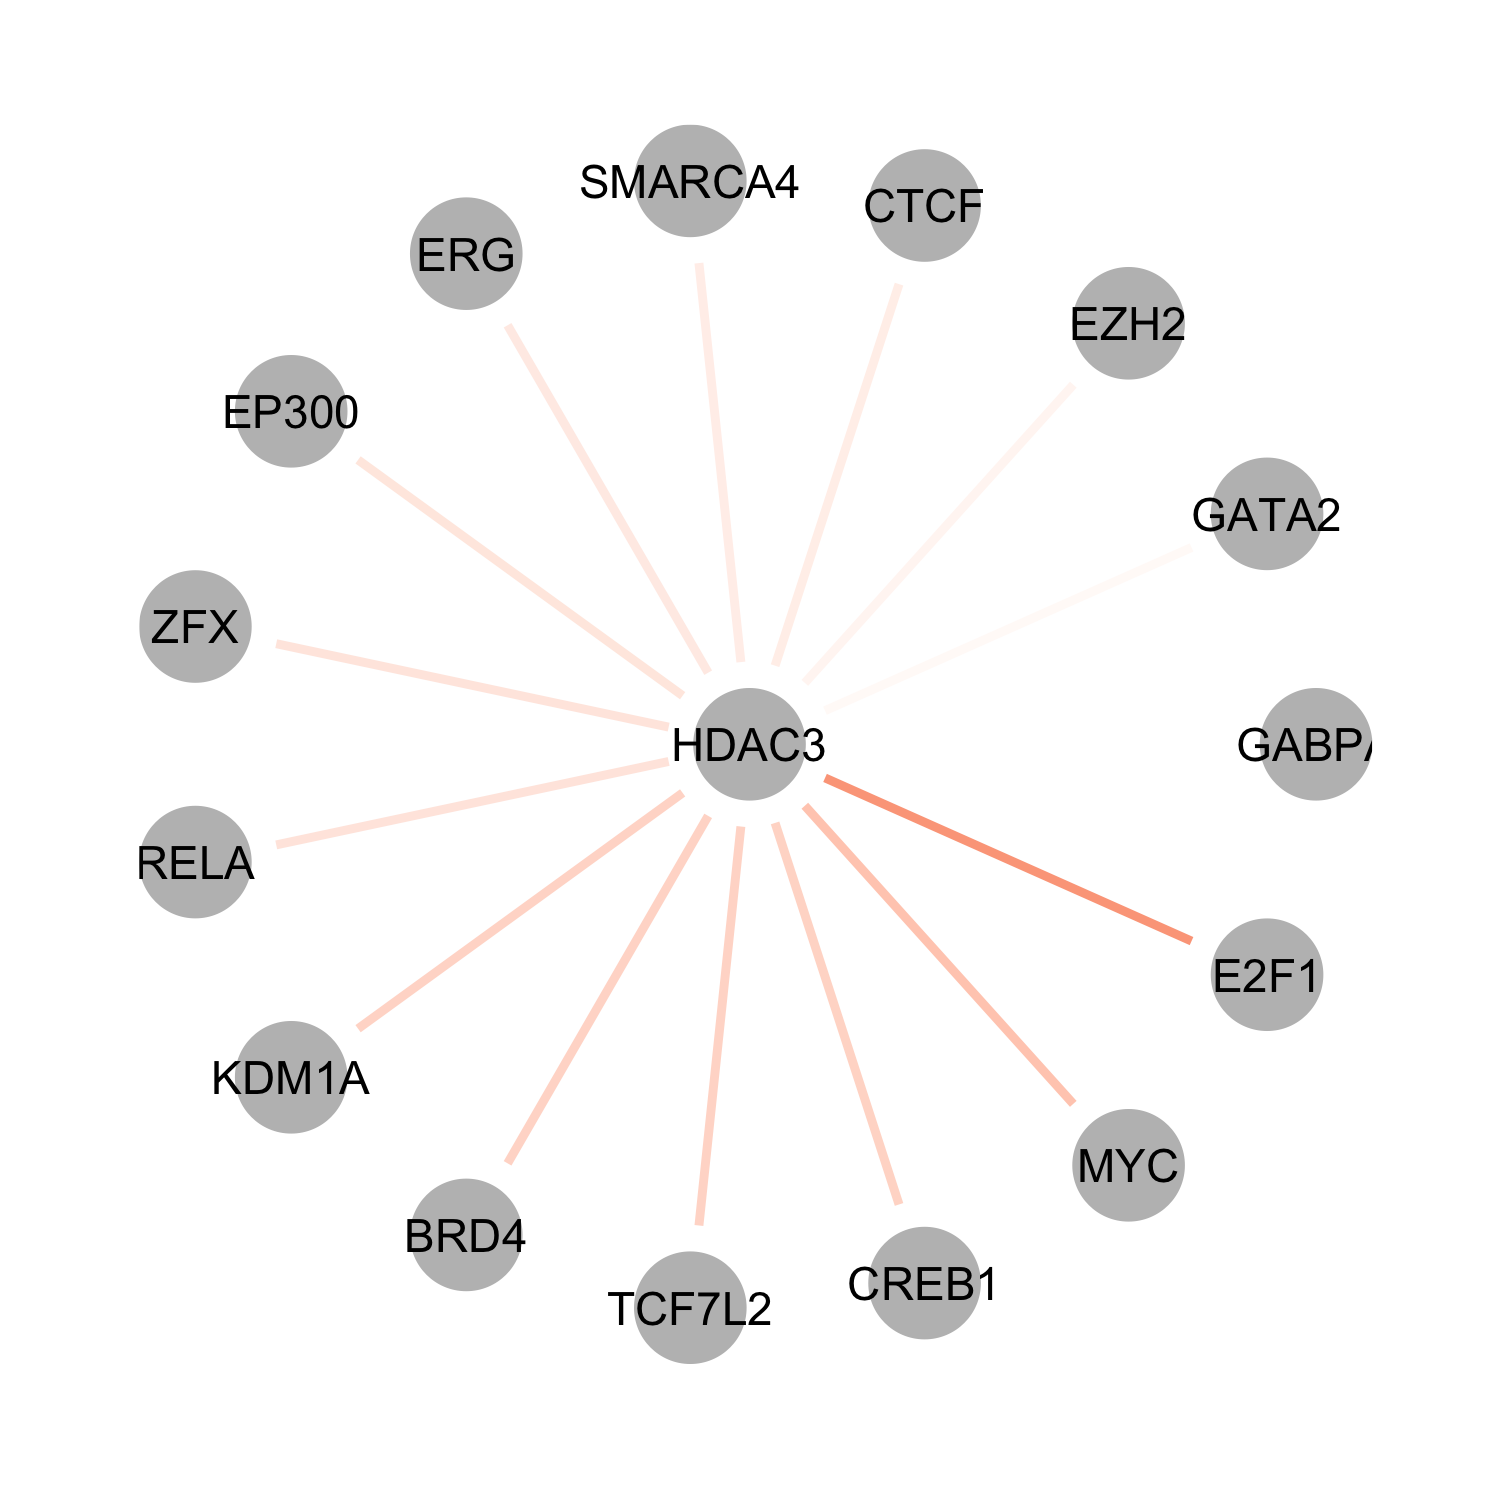 SMARCA4
CTCF
ERG
EZH2
EP300
GATA2
ZFX
HDAC3
GABPA
RELA
E2F1
KDM1A
MYC
BRD4
CREB1
TCF7L2